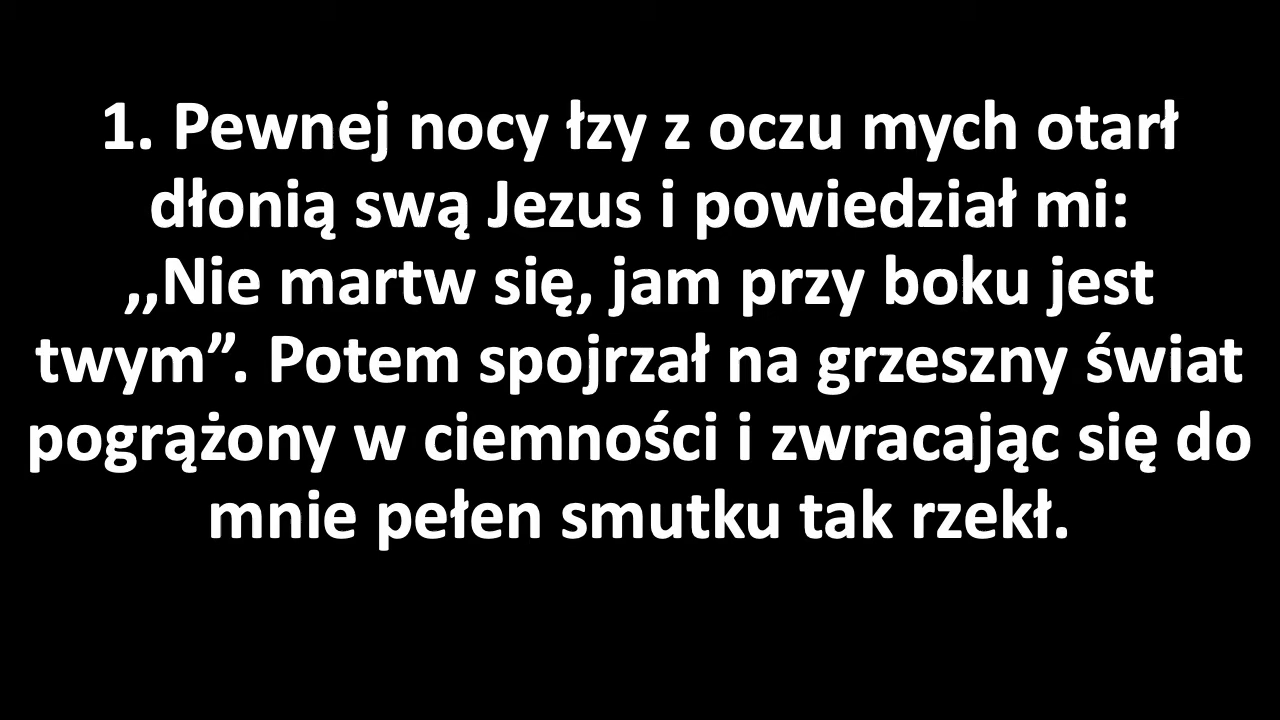 1. Pewnej nocy łzy z oczu mych otarł
dłonią swą Jezus i powiedział mi:
,,Nie martw się, jam przy boku jest
twym”. Potem spojrzał na grzeszny świat
pogrążony w ciemności i zwracając się do
mnie pełen smutku tak rzekł.